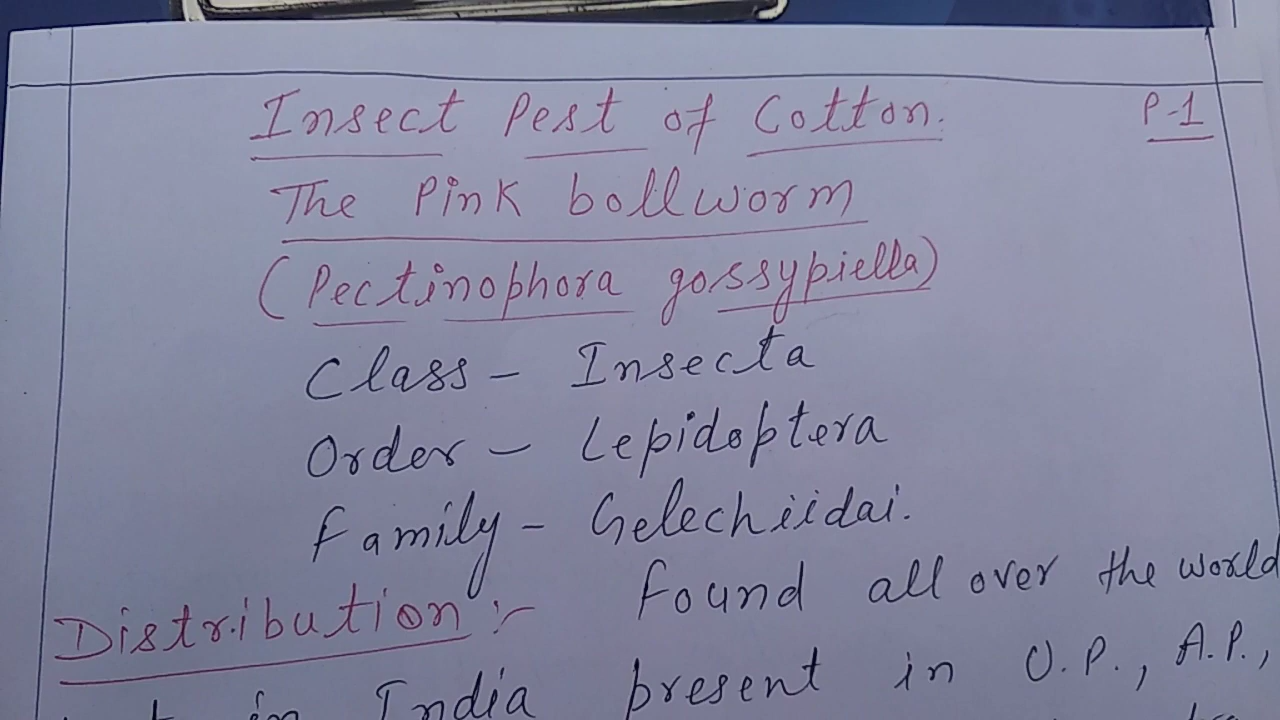 Insect Pest of Cotton.
P-1
The Pink bollworm
(Pectinophora gossypiella)
Class - Insecta
Order - Lepidoptera
Family - Gelechiidai.
Distribution :- Found all over the world
in India present in U.P., A.P.,